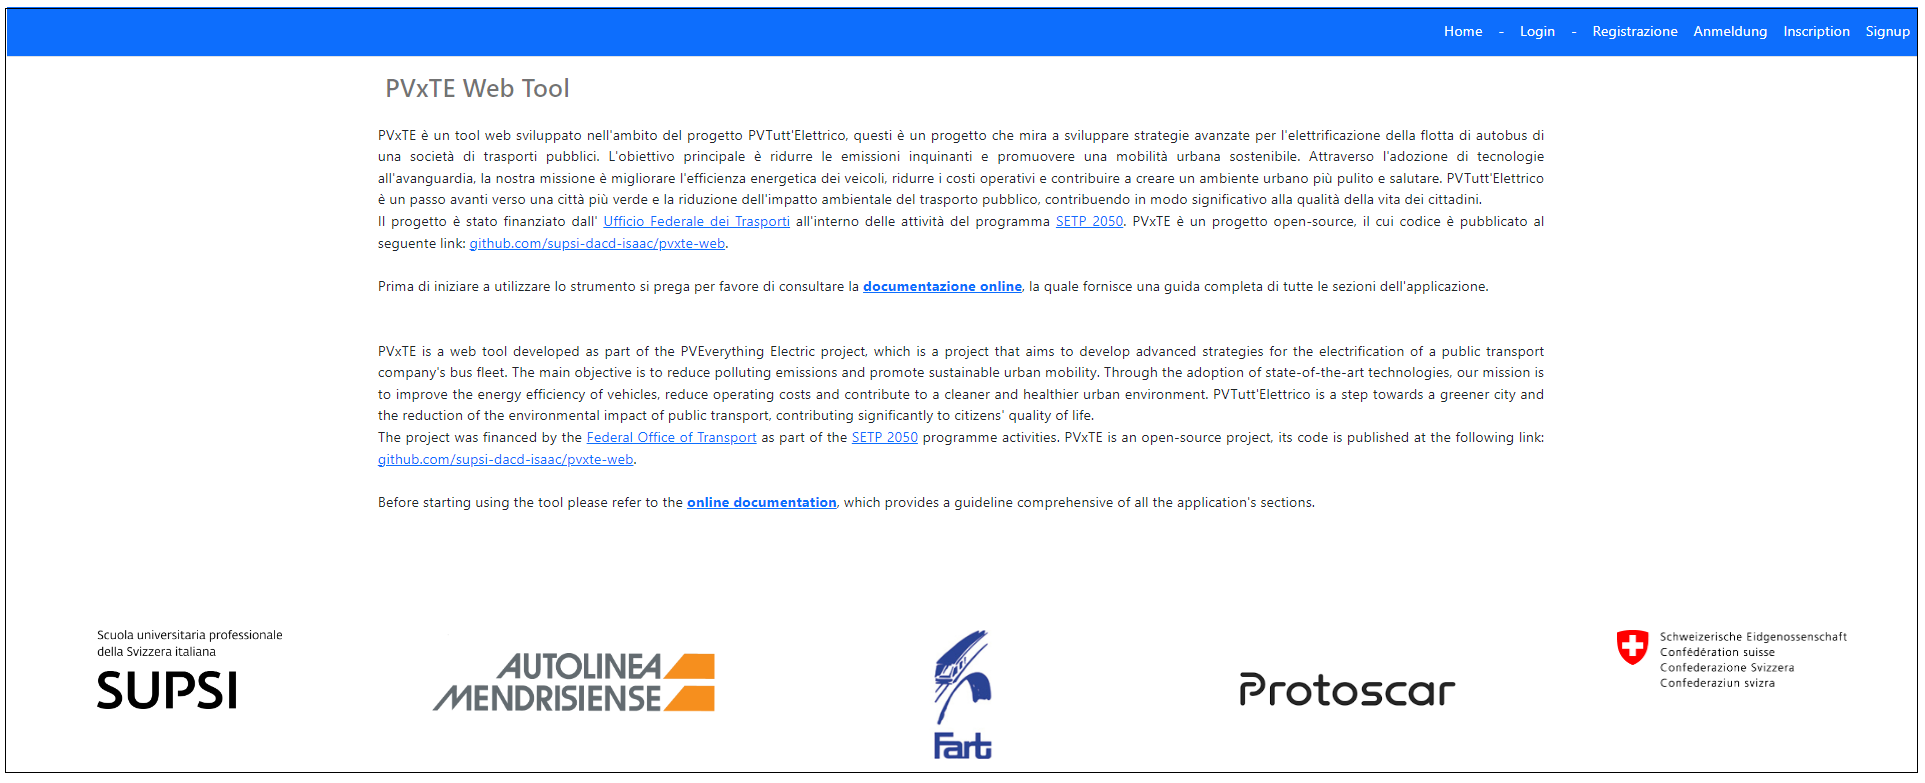 Home - Login - Registrazione Anmeldung Inscription Signup
PVxTE Web Tool
PVxTE è un tool web sviluppato nell'ambito del progetto PVTutt'Elettrico, questi è un progetto che mira a sviluppare strategie avanzate per l'elettrificazione della flotta di autobus di
una società di trasporti pubblici. L'obiettivo principale è ridurre le emissioni inquinanti e promuovere una mobilità urbana sostenibile. Attraverso l'adozione di tecnologie
all'avanguardia, la nostra missione è migliorare l'efficienza energetica dei veicoli, ridurre i costi operativi e contribuire a creare un ambiente urbano più pulito e salutare. PVTutt'Elettrico
è un passo avanti verso una città più verde e la riduzione dell'impatto ambientale del trasporto pubblico, contribuendo in modo significativo alla qualità della vita dei cittadini.
Il progetto è stato finanziato dall' Ufficio Federale dei Trasporti all'interno delle attività del programma SETP 2050. PVxTE è un progetto open-source, il cui codice è pubblicato al
seguente link: github.com/supsi-dacd-isaac/pvxte-web.
Prima di iniziare a utilizzare lo strumento si prega per favore di consultare la documentazione online, la quale fornisce una guida completa di tutte le sezioni dell'applicazione.
PVxTE is a web tool developed as part of the PVEverything Electric project, which is a project that aims to develop advanced strategies for the electrification of a public transport
company's bus fleet. The main objective is to reduce polluting emissions and promote sustainable urban mobility. Through the adoption of state-of-the-art technologies, our mission is
to improve the energy efficiency of vehicles, reduce operating costs and contribute to a cleaner and healthier urban environment. PVTutt'Elettrico is a step towards a greener city and
the reduction of the environmental impact of public transport, contributing significantly to citizens' quality of life.
The project was financed by the Federal Office of Transport as part of the SETP 2050 programme activities. PVxTE is an open-source project, its code is published at the following link:
github.com/supsi-dacd-isaac/pvxte-web.
Before starting using the tool please refer to the online documentation, which provides a guideline comprehensive of all the application's sections.
Scuola universitaria professionale
della Svizzera italiana
SUPSI
AUTOLINEA
MENDRISIENSE
Fart
Protoscar
Schweizerische Eidgenossenschaft
Confédération suisse
Confederazione Svizzera
Confederaziun svizra